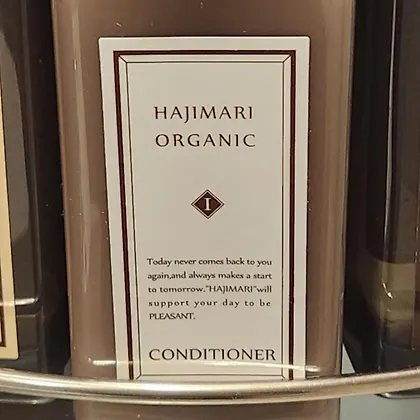 HAJIMARI
ORGANIC
I
Today never comes back to you
again,and always makes a start
to tomorrow."HAJIMARI"will
support your day to be
PLEASANT.
CONDITIONER